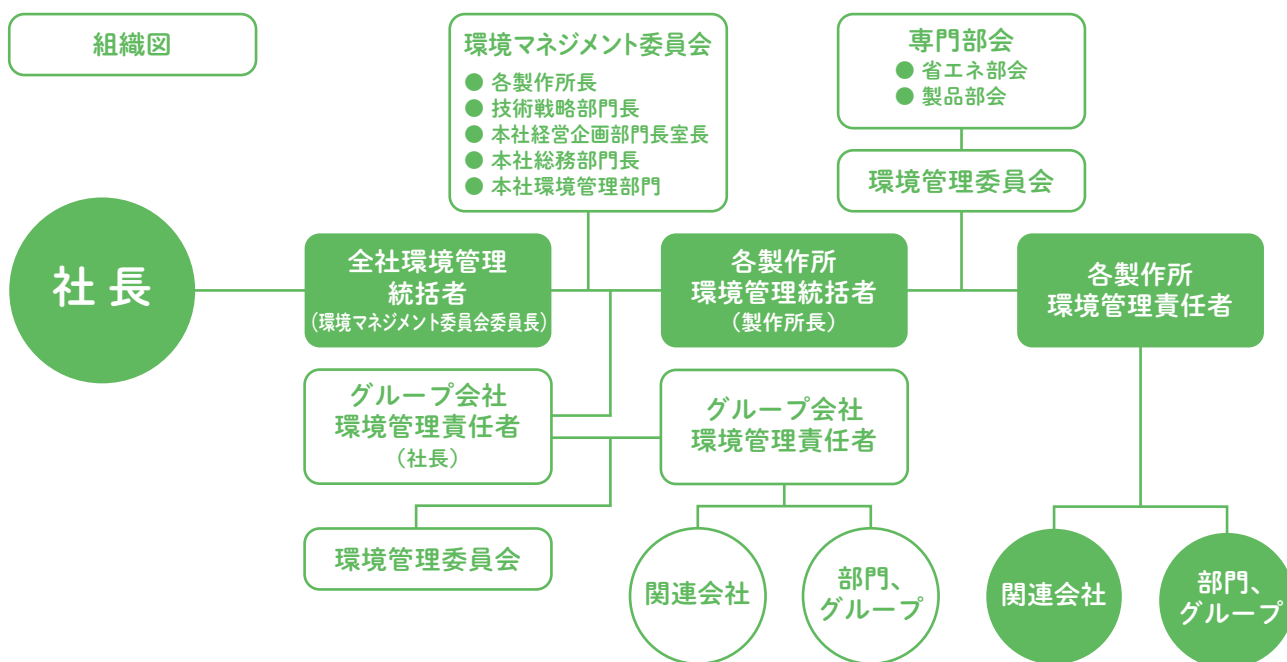 組織図
環境マネジメント委員会
● 各製作所長
● 技術戦略部門長
● 本社経営企画部門長室長
● 本社総務部門長
● 本社環境管理部門
専門部会
● 省エネ部会
● 製品部会
環境管理委員会
社長
全社環境管理
統括者
（環境マネジメント委員会委員長）
各製作所
環境管理統括者
（製作所長）
各製作所
環境管理責任者
グループ会社
環境管理責任者
（社長）
グループ会社
環境管理責任者
環境管理委員会
関連会社
部門、
グループ
関連会社
部門、
グループ